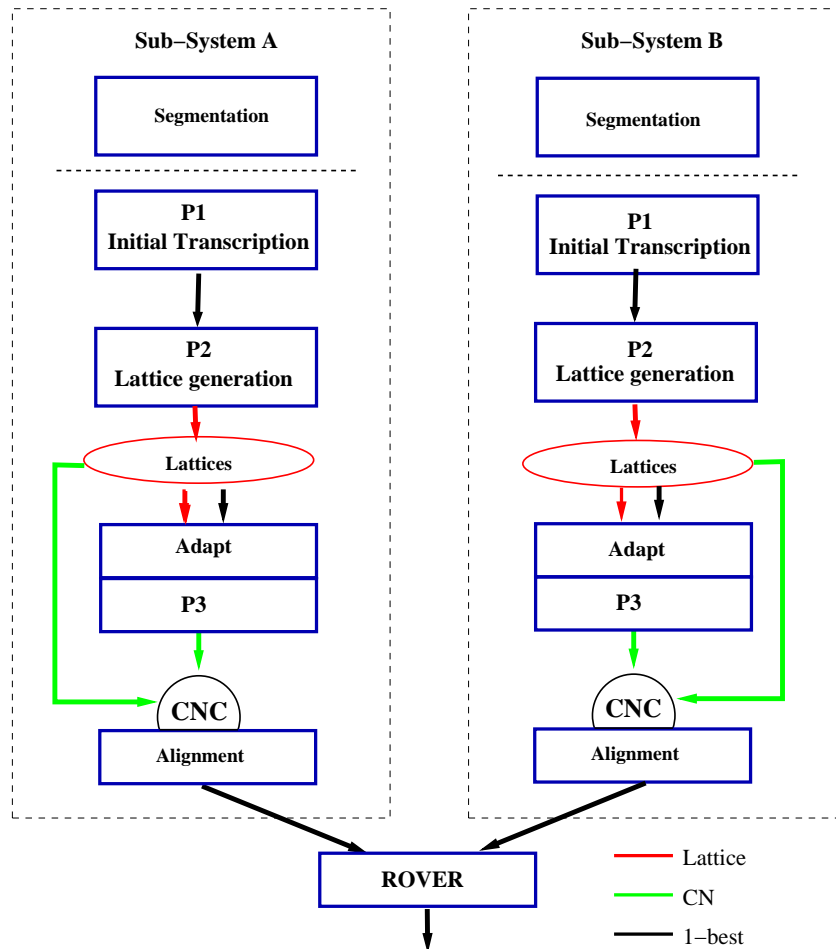 Sub−System A
Segmentation
P1
Initial Transcription
P2
Lattice generation
Lattices
Adapt
P3
CNC
Alignment
Sub−System B
Segmentation
P1
Initial Transcription
P2
Lattice generation
Lattices
Adapt
P3
CNC
Alignment
ROVER
Lattice
CN
1−best